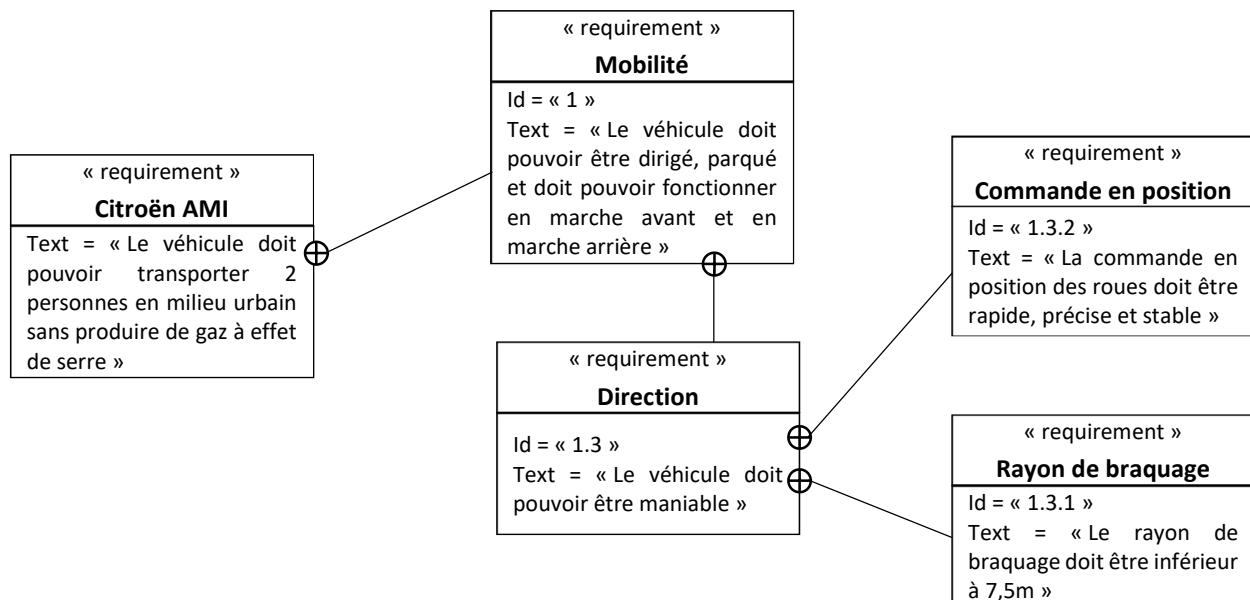 « requirement »
Citroën AMI
Text = « Le véhicule doit
pouvoir transporter 2
personnes en milieu urbain
sans produire de gaz à effet
de serre »
« requirement »
Mobilité
Id = « 1 »
Text = « Le véhicule doit
pouvoir être dirigé, parqué
et doit pouvoir fonctionner
en marche avant et en
marche arrière »
« requirement »
Direction
Id = « 1.3 »
Text = « Le véhicule doit
pouvoir être maniable »
« requirement »
Commande en position
Id = « 1.3.2 »
Text = « La commande en
position des roues doit être
rapide, précise et stable »
« requirement »
Rayon de braquage
Id = « 1.3.1 »
Text = « Le rayon de
braquage doit être inférieur
à 7,5m »